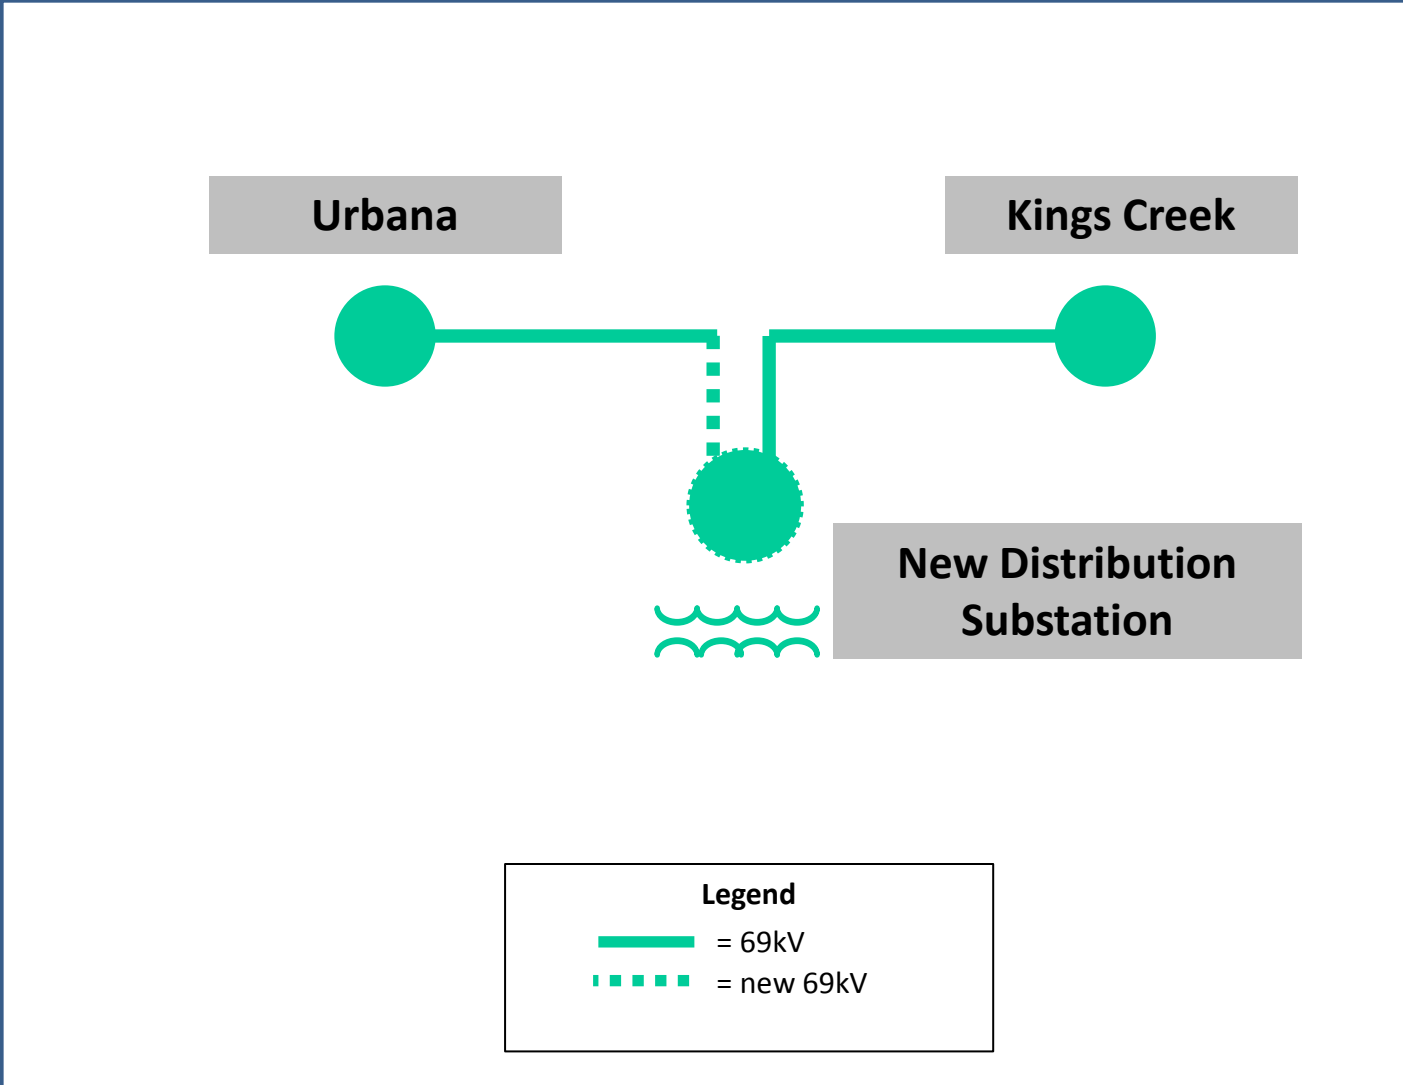 Urbana
Kings Creek
New Distribution
Substation
Legend
= 69kV
= new 69kV